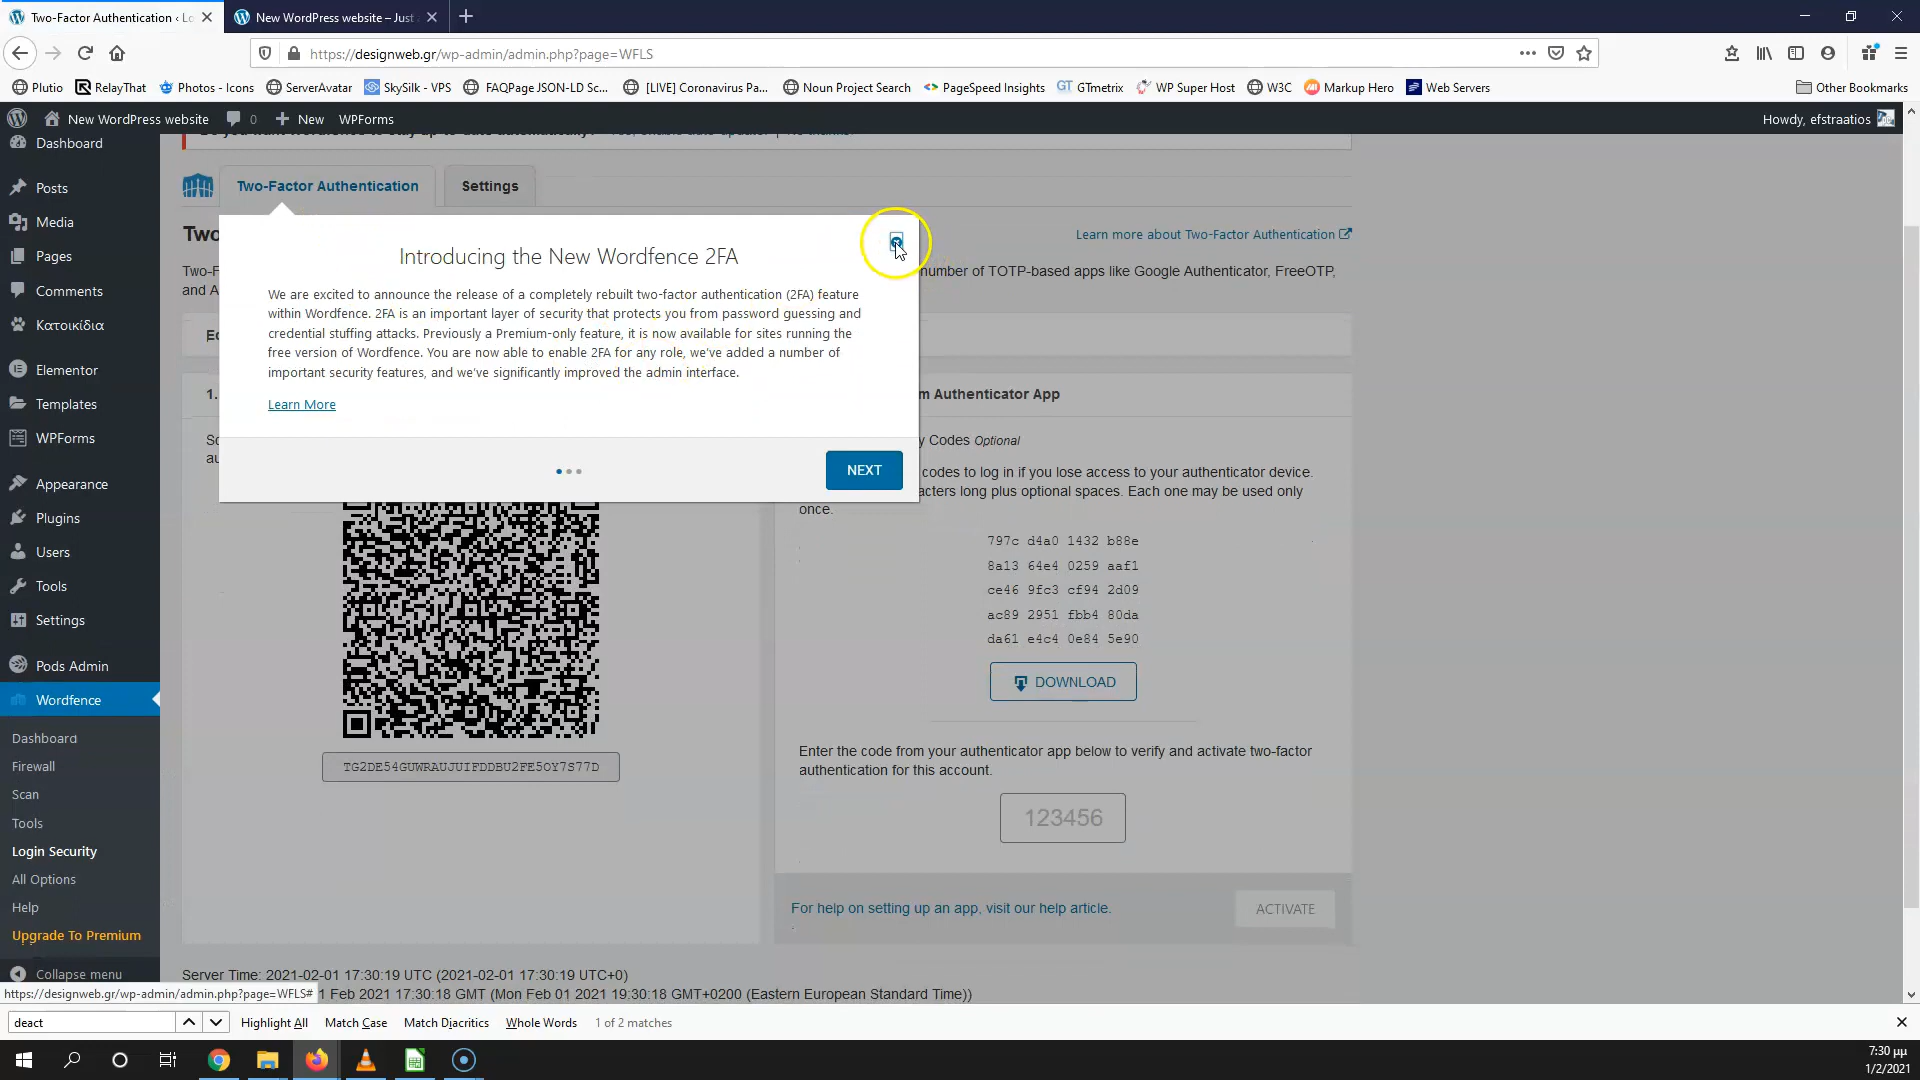 Two-Factor Authentication ‹ Lo
New WordPress website – Just
https://designweb.gr/wp-admin/admin.php?page=WFLS
Plutio
RelayThat
Photos - Icons
ServerAvatar
SkySilk - VPS
FAQPage JSON-LD Sc...
[LIVE] Coronavirus Pa...
Noun Project Search
PageSpeed Insights
GTmetrix
WP Super Host
W3C
Markup Hero
Web Servers
Other Bookmarks
New WordPress website
0
New
WPForms
Howdy, efstraatios
Dashboard
Posts
Media
Pages
Comments
Κατοικίδια
Elementor
Templates
WPForms
Appearance
Plugins
Users
Tools
Settings
Pods Admin
Wordfence
Dashboard
Firewall
Scan
Tools
Login Security
All Options
Help
Upgrade To Premium
Collapse menu
Two-Factor Authentication
Settings
Two
Learn more about Two-Factor Authentication
Two-F
number of TOTP-based apps like Google Authenticator, FreeOTP,
and A
Introducing the New Wordfence 2FA
We are excited to announce the release of a completely rebuilt two-factor authentication (2FA) feature
within Wordfence. 2FA is an important layer of security that protects you from password guessing and
credential stuffing attacks. Previously a Premium-only feature, it is now available for sites running the
free version of Wordfence. You are now able to enable 2FA for any role, we've added a number of
important security features, and we've significantly improved the admin interface.
Learn More
NEXT
1.
TG2DE54GUWRAUJUIFDDBU2FE5OY7S77D
m Authenticator App
y Codes Optional
codes to log in if you lose access to your authenticator device.
acters long plus optional spaces. Each one may be used only
once.
797c d4a0 1432 b88e
8a13 64e4 0259 aaf1
ce46 9fc3 cf94 2d09
ac89 2951 fbb4 80da
da61 e4c4 0e84 5e90
DOWNLOAD
Enter the code from your authenticator app below to verify and activate two-factor
authentication for this account.
123456
For help on setting up an app, visit our help article.
ACTIVATE
Server Time: 2021-02-01 17:30:19 UTC (2021-02-01 17:30:19 UTC+0)
1 Feb 2021 17:30:18 GMT (Mon Feb 01 2021 19:30:18 GMT+0200 (Eastern European Standard Time))
https://designweb.gr/wp-admin/admin.php?page=WFLS#
deact
Highlight All
Match Case
Match Diacritics
Whole Words
1 of 2 matches
7:30 μμ
1/2/2021